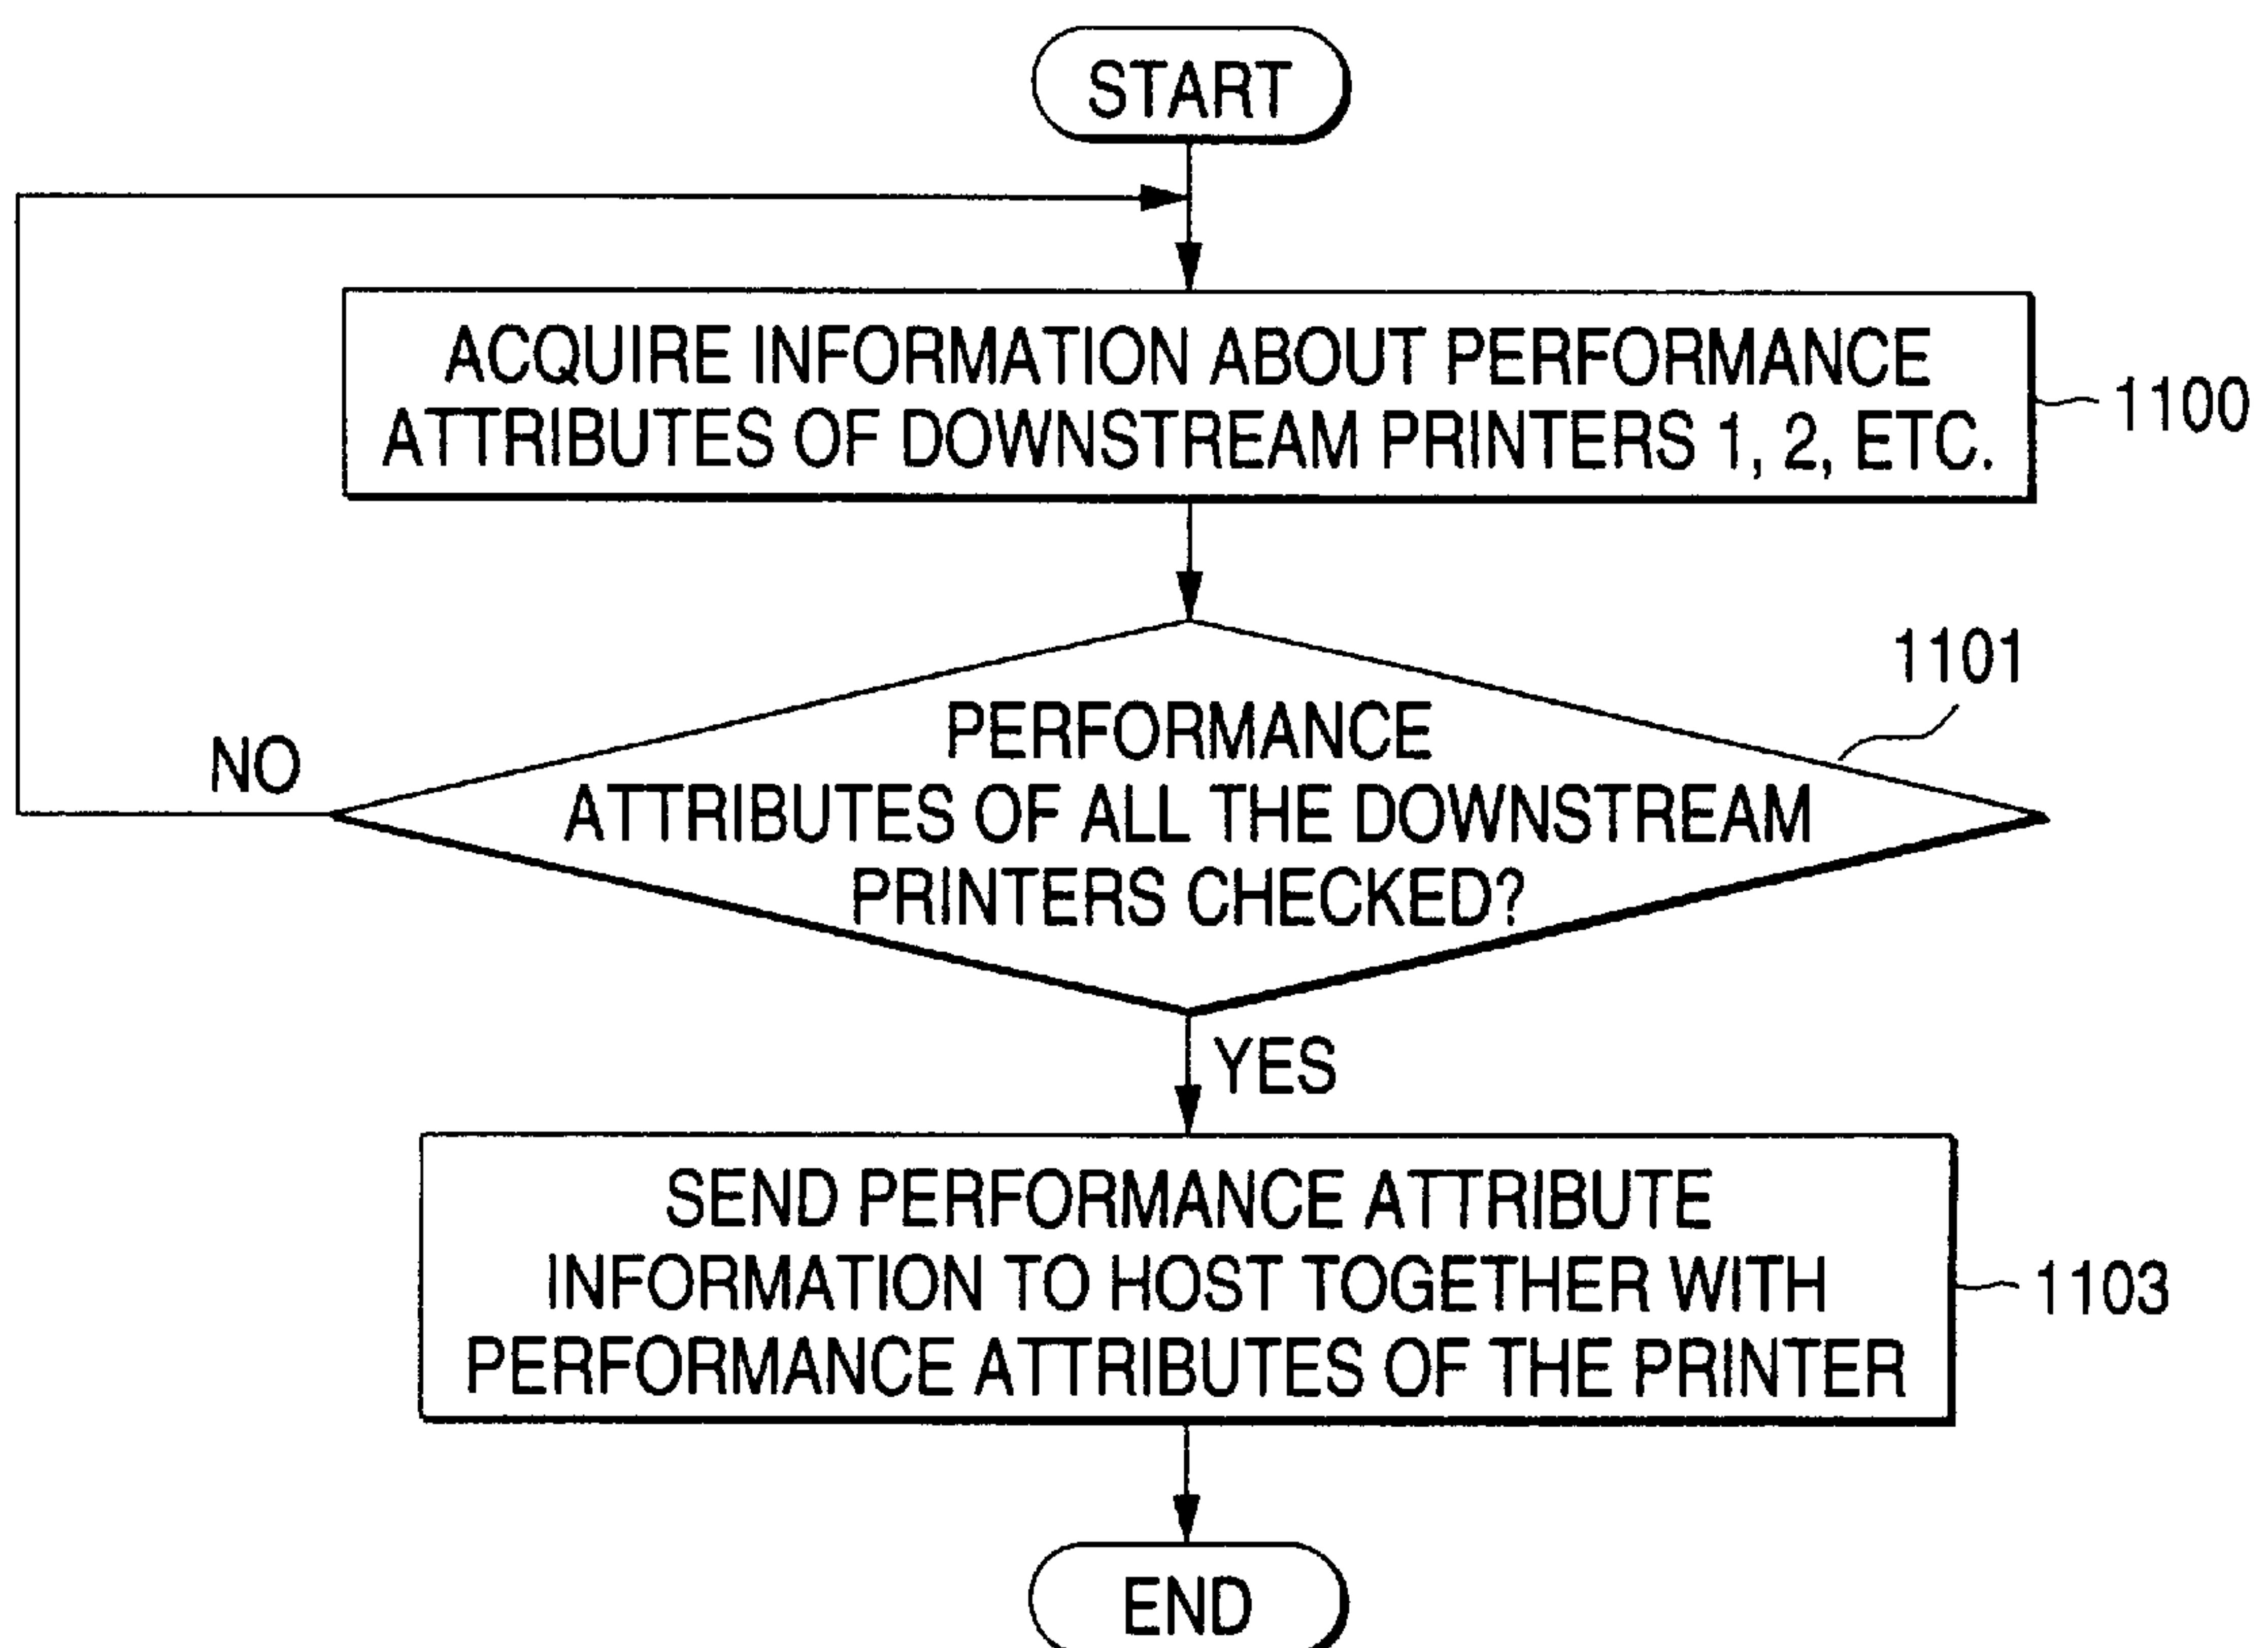 START
ACQUIRE INFORMATION ABOUT PERFORMANCE
ATTRIBUTES OF DOWNSTREAM PRINTERS 1, 2, ETC.
1100
1101
PERFORMANCE
ATTRIBUTES OF ALL THE DOWNSTREAM
PRINTERS CHECKED?
NO
YES
SEND PERFORMANCE ATTRIBUTE
INFORMATION TO HOST TOGETHER WITH
PERFORMANCE ATTRIBUTES OF THE PRINTER
1103
END